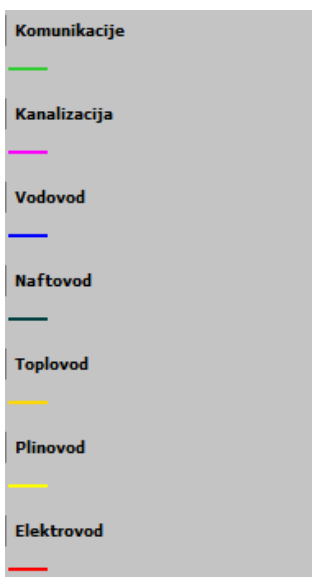 Komunikacije
Kanalizacija
Vodovod
Naftovod
Toplovod
Plinovod
Elektrovod